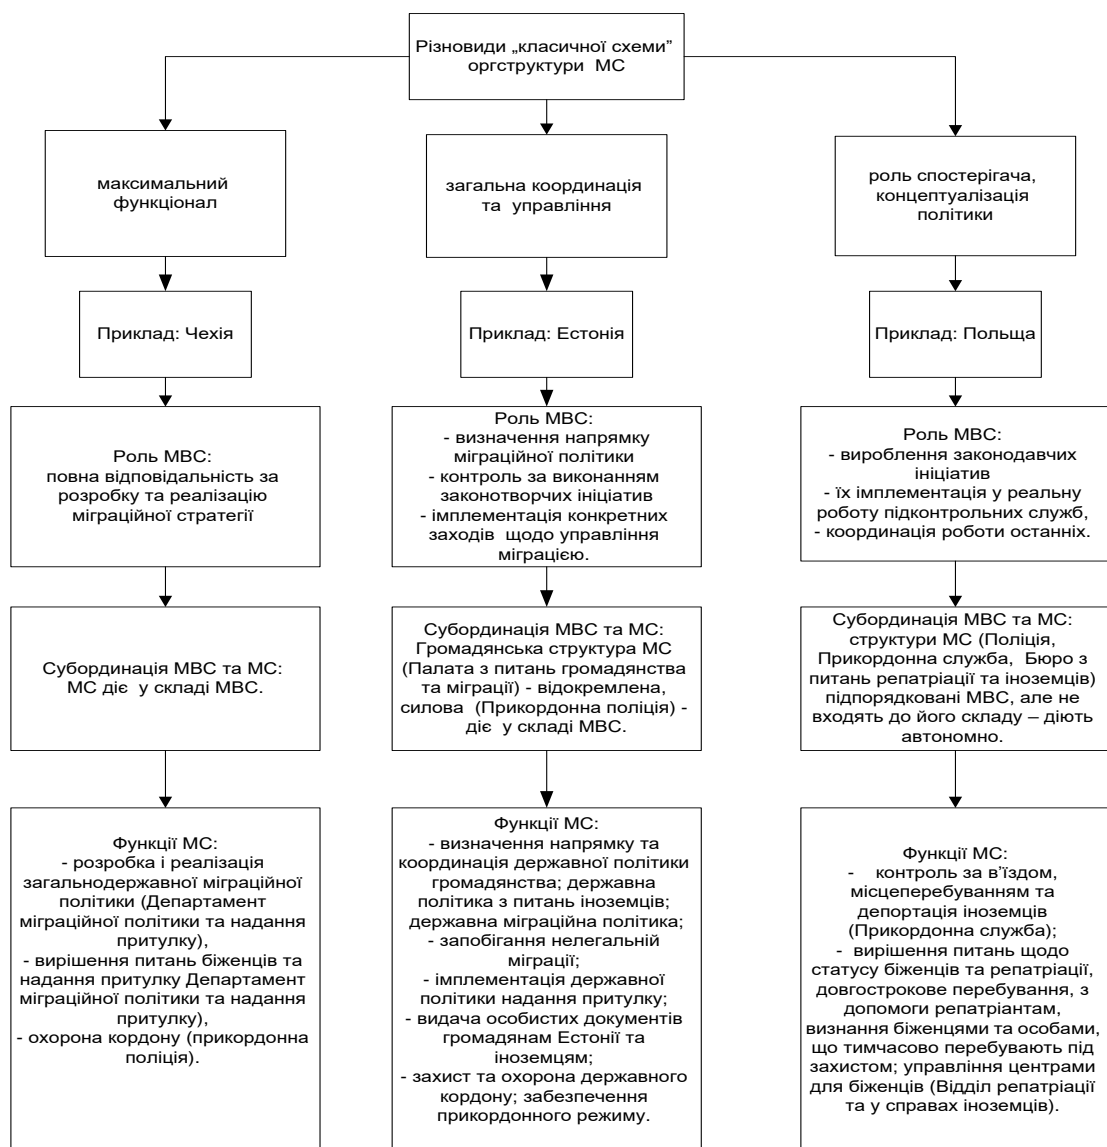 Різновиди „класичної схеми”
оргструктури МС
максимальний
функціонал
загальна координація
та управління
роль спостерігача,
концептуалізація
політики
Приклад: Чехія
Приклад: Естонія
Приклад: Польща
Роль МВС:
повна відповідальність за
розробку та реалізацію
міграційної стратегії
Роль МВС:
- визначення напрямку
міграційної політики
- контроль за виконанням
законотворчих ініціатив
- імплементація конкретних
заходів щодо управління
міграцією.
Роль МВС:
- вироблення законодавчих
ініціатив
- їх імплементація у реальну
роботу підконтрольних служб,
- координація роботи останніх.
Субординація МВС та МС:
МС діє у складі МВС.
Субординація МВС та МС:
Громадянська структура МС
(Палата з питань громадянства
та міграції) - відокремлена,
силова (Прикордонна поліція) -
діє у складі МВС.
Субординація МВС та МС:
структури МС (Поліція,
Прикордонна служба, Бюро з
питань репатріації та іноземців)
підпорядковані МВС, але не
входять до його складу – діють
автономно.
Функції МС:
- розробка і реалізація
загальнодержавної міграційної
політики (Департамент
міграційної політики та надання
притулку),
- вирішення питань біженців та
надання притулку Департамент
міграційної політики та надання
притулку),
- охорона кордону (прикордонна
поліція).
Функції МС:
- визначення напрямку та
координація державної політики
громадянства; державна
політика з питань іноземців;
державна міграційна політика;
- запобігання нелегальній
міграції;
- імплементація державної
політики надання притулку;
- видача особистих документів
громадянам Естонії та
іноземцям;
- захист та охорона державного
кордону; забезпечення
прикордонного режиму.
Функції МС:
- контроль за в’їздом,
місцеперебуванням та
депортація іноземців
(Прикордонна служба);
- вирішення питань щодо
статусу біженців та репатріації,
довгострокове перебування, з
допомоги репатріантам,
визнання біженцями та особами,
що тимчасово перебувають під
захистом; управління центрами
для біженців (Відділ репатріації
та у справах іноземців).